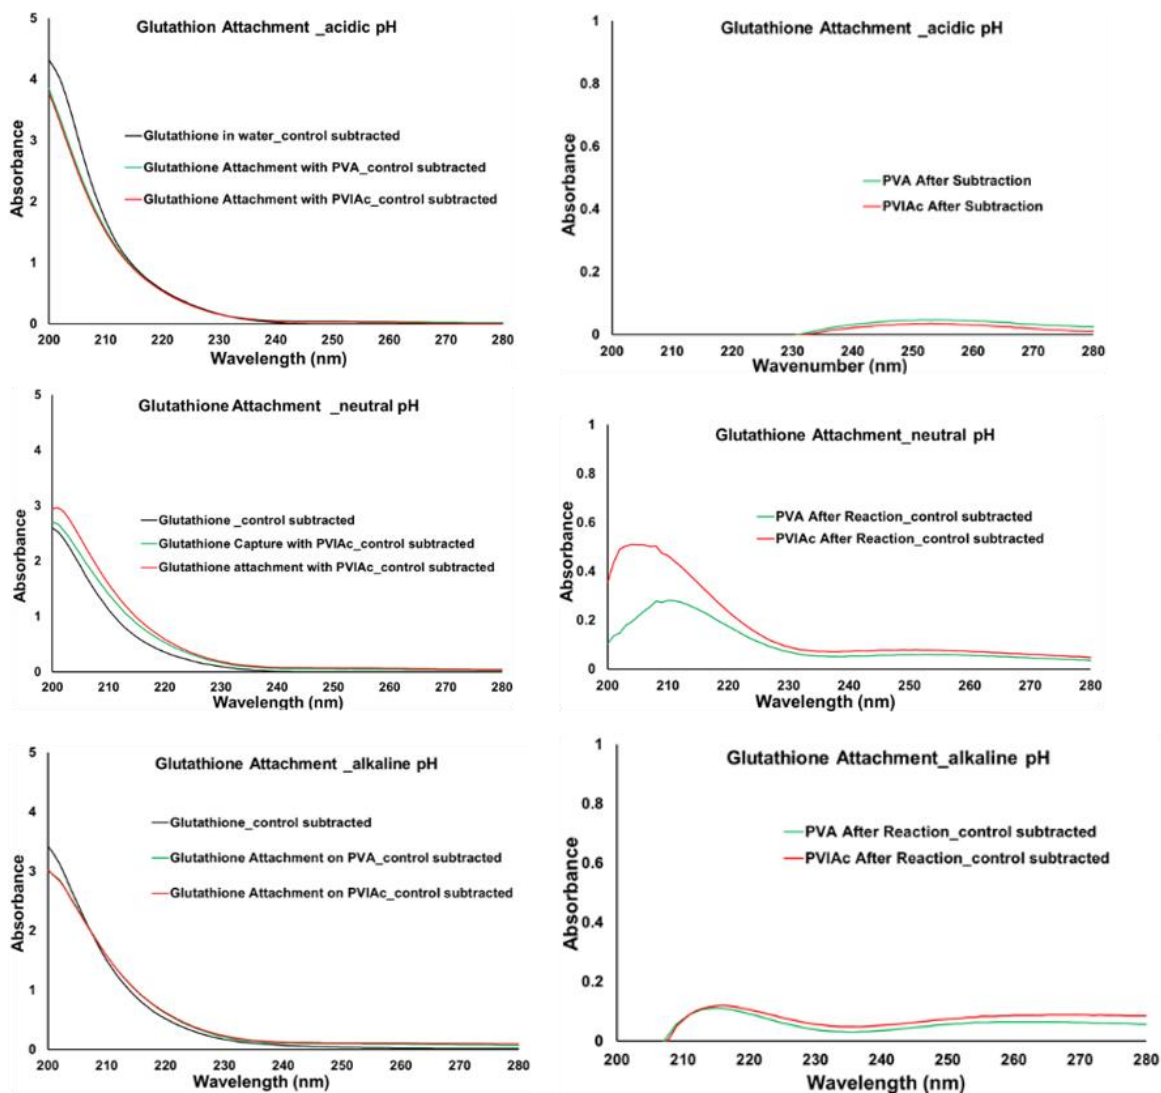 Glutathion Attachment _acidic pH
5
4
3
2
1
0
Absorbance
Glutathione in water_control subtracted
Glutathione Attachment with PVA_control subtracted
Glutathione Attachment with PVIAc_control subtracted
200 210 220 230 240 250 260 270 280
Wavelength (nm)
Glutathione Attachment _acidic pH
1
0.8
0.6
0.4
0.2
0
Absorbance
PVA After Subtraction
PVIAc After Subtraction
200 210 220 230 240 250 260 270 280
Wavenumber (nm)
Glutathione Attachment _neutral pH
5
4
3
2
1
0
Absorbance
Glutathione _control subtracted
Glutathione Capture with PVIAc_control subtracted
Glutathione attachment with PVIAc_control subtracted
200 210 220 230 240 250 260 270 280
Wavelength (nm)
Glutathione Attachment_neutral pH
1
0.8
0.6
0.4
0.2
0
Absorbance
PVA After Reaction_control subtracted
PVIAc After Reaction_control subtracted
200 210 220 230 240 250 260 270 280
Wavelength (nm)
Glutathione Attachment _alkaline pH
5
4
3
2
1
0
Absorbance
Glutathione_control subtracted
Glutathione Attachment on PVA_control subtracted
Glutathione Attachment on PVIAc_control subtracted
200 210 220 230 240 250 260 270 280
Wavelength (nm)
Glutathione Attachment_alkaline pH
1
0.8
0.6
0.4
0.2
0
Absorbance
PVA After Reaction_control subtracted
PVIAc After Reaction_control subtracted
200 210 220 230 240 250 260 270 280
Wavelength (nm)